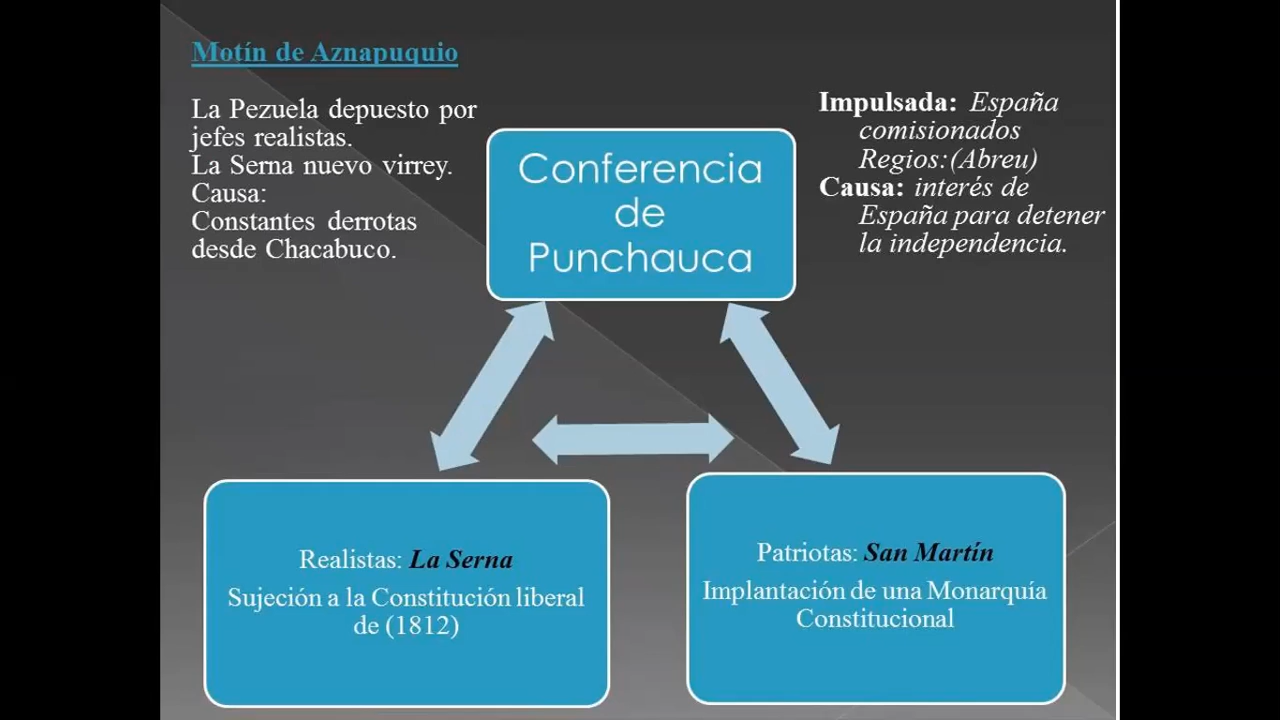 Motín de Aznapuquio
La Pezuela depuesto por
jefes realistas.
La Serna nuevo virrey.
Causa:
Constantes derrotas
desde Chacabuco.
Conferencia
de
Punchauca
Impulsada: España
comisionados
Regios:(Abreu)
Causa: interés de
España para detener
la independencia.
Realistas: La Serna
Sujeción a la Constitución liberal
de (1812)
Patriotas: San Martín
Implantación de una Monarquía
Constitucional